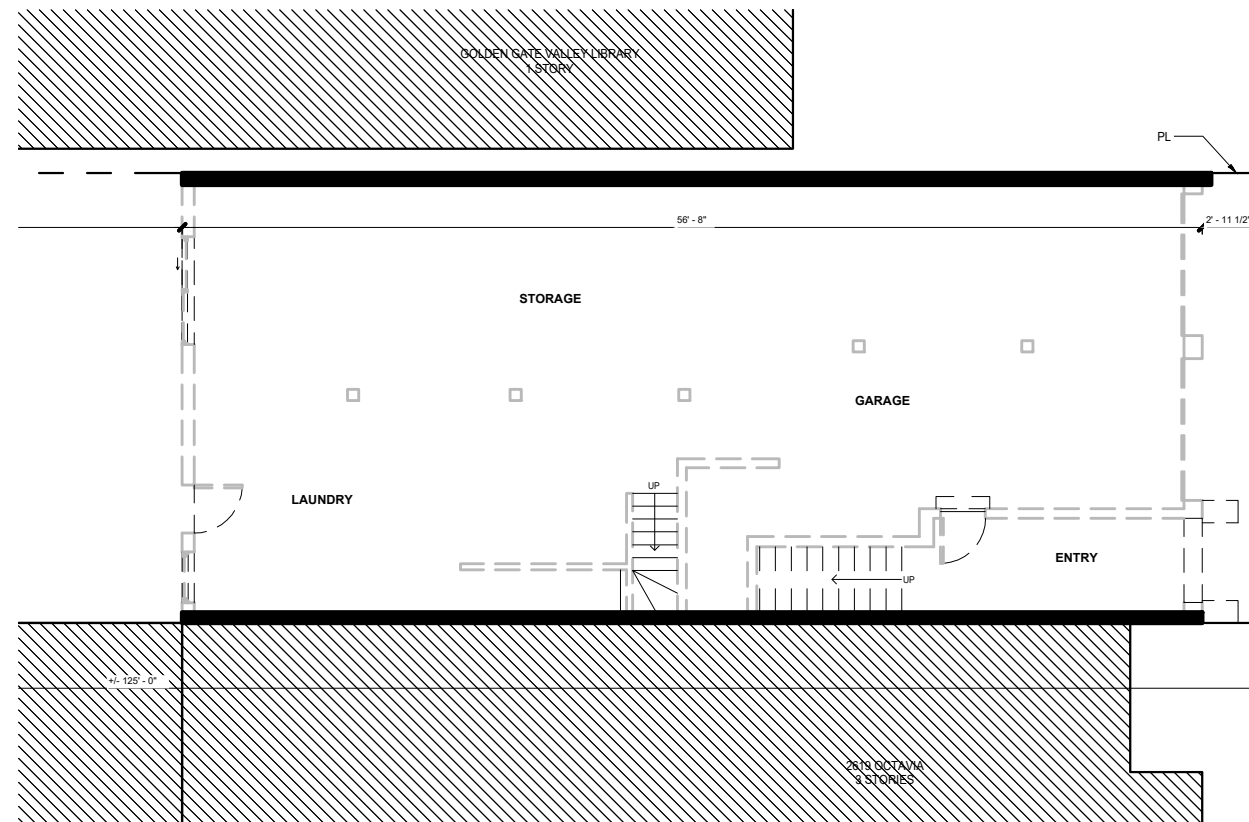 GOLDEN GATE VALLEY LIBRARY
1 STORY
PL
56' - 8"
2' - 11 1/2"
STORAGE
GARAGE
UP
LAUNDRY
ENTRY
UP
+/- 125' - 0"
2619 OCTAVIA
3 STORIES